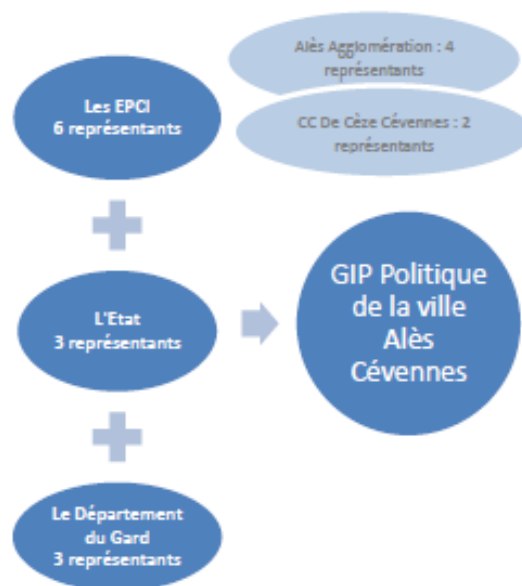 Alès Agglomération : 4
représentants
Les EPCI
6 représentants
CC De Cèze Cévennes : 2
représentants
L'Etat
3 représentants
GIP Politique
de la ville
Alès
Cévennes
Le Département
du Gard
3 représentants